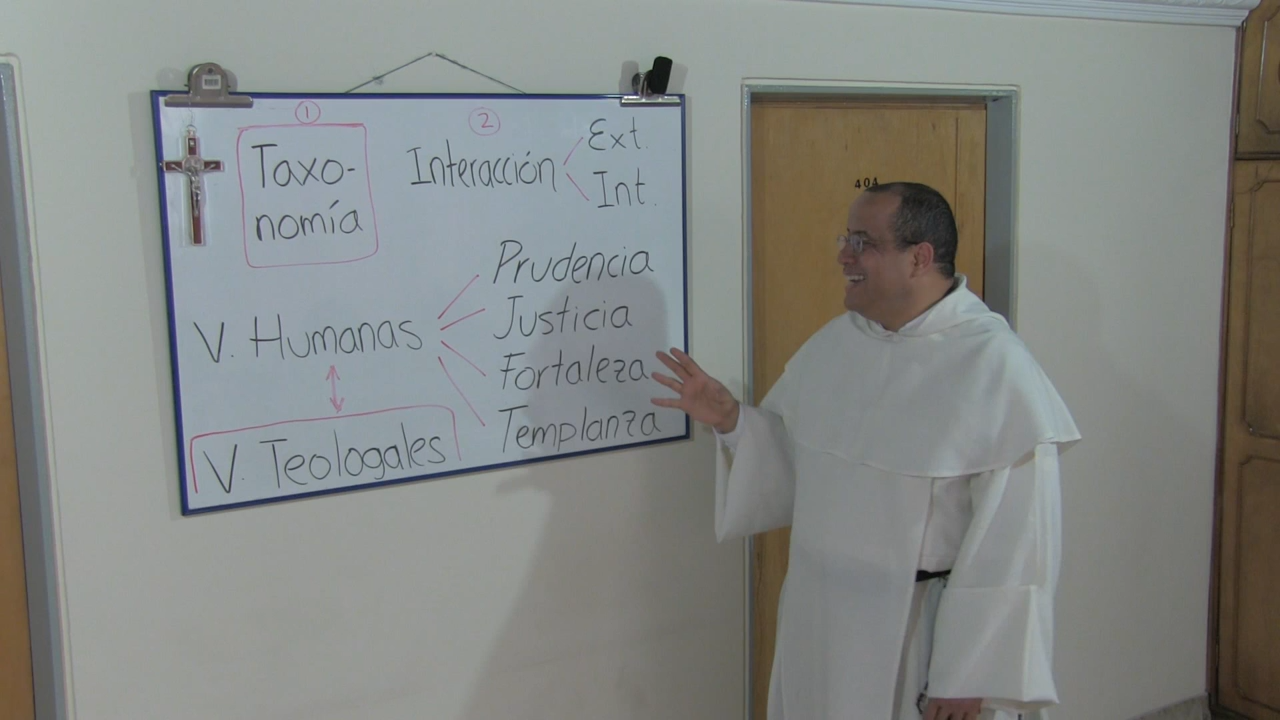 ①
Taxo-
nomía
②
Interacción
Ext.
Int.
V. Humanas
Prudencia
Justicia
Fortaleza
Templanza
V. Teologales
404